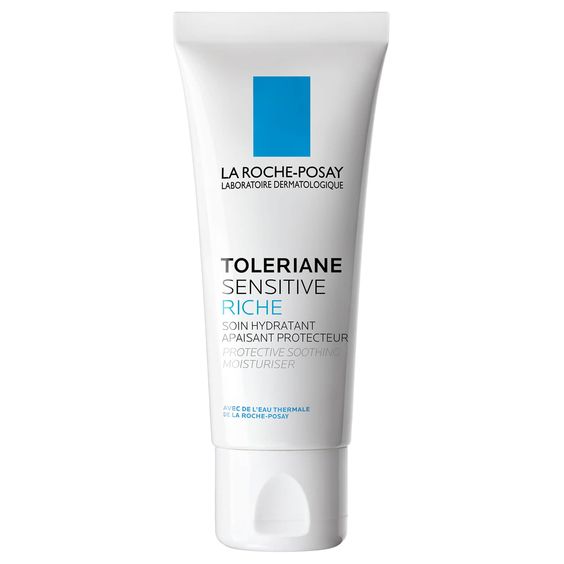 LA ROCHE-POSAY
LABORATOIRE DERMATOLOGIQUE
TOLERIANE
SENSITIVE
RICHE
SOIN HYDRATANT
APAISANT PROTECTEUR
PROTECTIVE SOOTHING
MOISTURISER
AVEC DE L'EAU THERMALE
DE LA ROCHE-POSAY